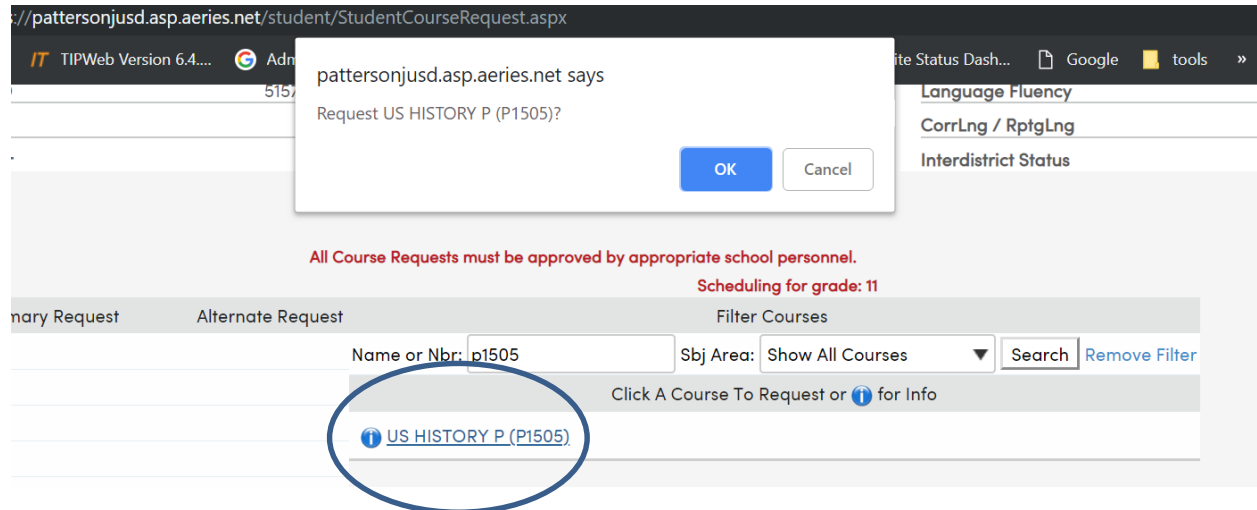 ://pattersonjusd.asp.aeries.net/student/StudentCourseRequest.aspx
IT TIPWeb Version 6.4.... G Adm ite Status Dash... Google tools »
pattersonjusd.asp.aeries.net says
Request US HISTORY P (P1505)?
OK Cancel
515 Language Fluency
CorrLng / RptgLng
Interdistrict Status
All Course Requests must be approved by appropriate school personnel.
Scheduling for grade: 11
mary Request Alternate Request Filter Courses
Name or Nbr: p1505 Sbj Area: Show All Courses Search Remove Filter
Click A Course To Request or i for Info
i US HISTORY P (P1505)